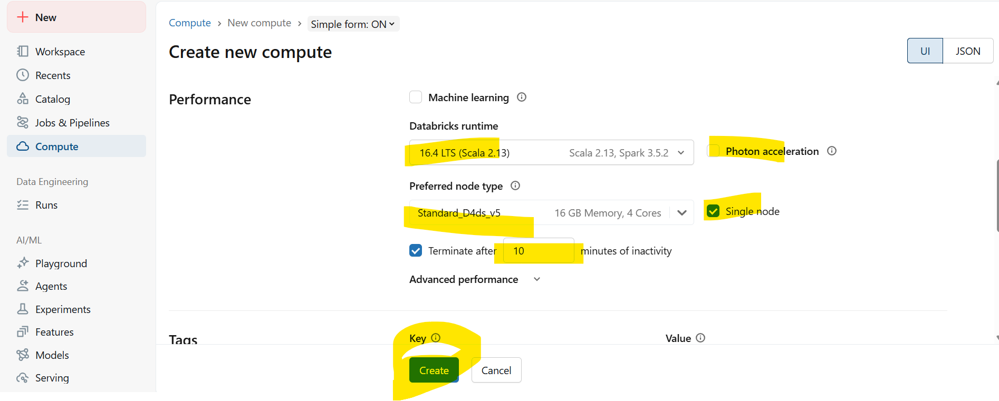 New
Workspace
Recents
Catalog
Jobs & Pipelines
Compute
Data Engineering
Runs
AI/ML
Playground
Agents
Experiments
Features
Models
Serving
Compute > New compute > Simple form: ON
Create new compute
UI JSON
Performance
Machine learning
Databricks runtime
16.4 LTS (Scala 2.13) Scala 2.13, Spark 3.5.2
Photon acceleration
Preferred node type
Standard_D4ds_v5 16 GB Memory, 4 Cores
Single node
Terminate after 10 minutes of inactivity
Advanced performance
Tags
Key Value
Create Cancel